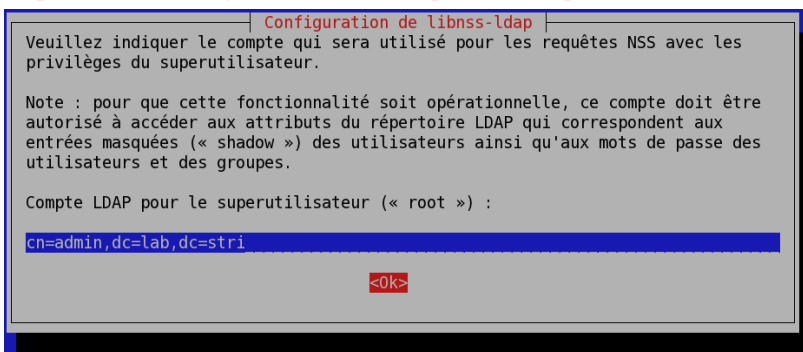 Configuration de libnss-ldap
Veuillez indiquer le compte qui sera utilisé pour les requêtes NSS avec les
privilèges du superutilisateur.
Note : pour que cette fonctionnalité soit opérationnelle, ce compte doit être
autorisé à accéder aux attributs du répertoire LDAP qui correspondent aux
entrées masquées (« shadow ») des utilisateurs ainsi qu'aux mots de passe des
utilisateurs et des groupes.
Compte LDAP pour le superutilisateur (« root ») :
cn=admin,dc=lab,dc=stri
<Ok>